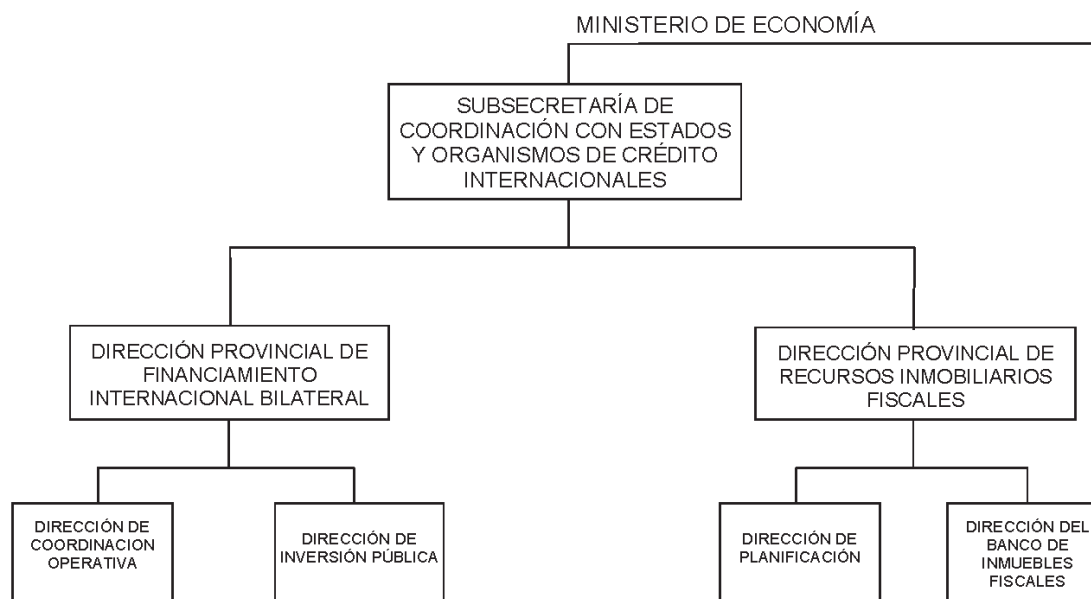 MINISTERIO DE ECONOMÍA
SUBSECRETARÍA DE
COORDINACIÓN CON ESTADOS
Y ORGANISMOS DE CRÉDITO
INTERNACIONALES
DIRECCIÓN PROVINCIAL DE
FINANCIAMIENTO
INTERNACIONAL BILATERAL
DIRECCIÓN PROVINCIAL DE
RECURSOS INMOBILIARIOS
FISCALES
DIRECCIÓN DE
COORDINACION
OPERATIVA
DIRECCIÓN DE
INVERSIÓN PÚBLICA
DIRECCIÓN DE
PLANIFICACIÓN
DIRECCIÓN DEL
BANCO DE
INMUEBLES
FISCALES